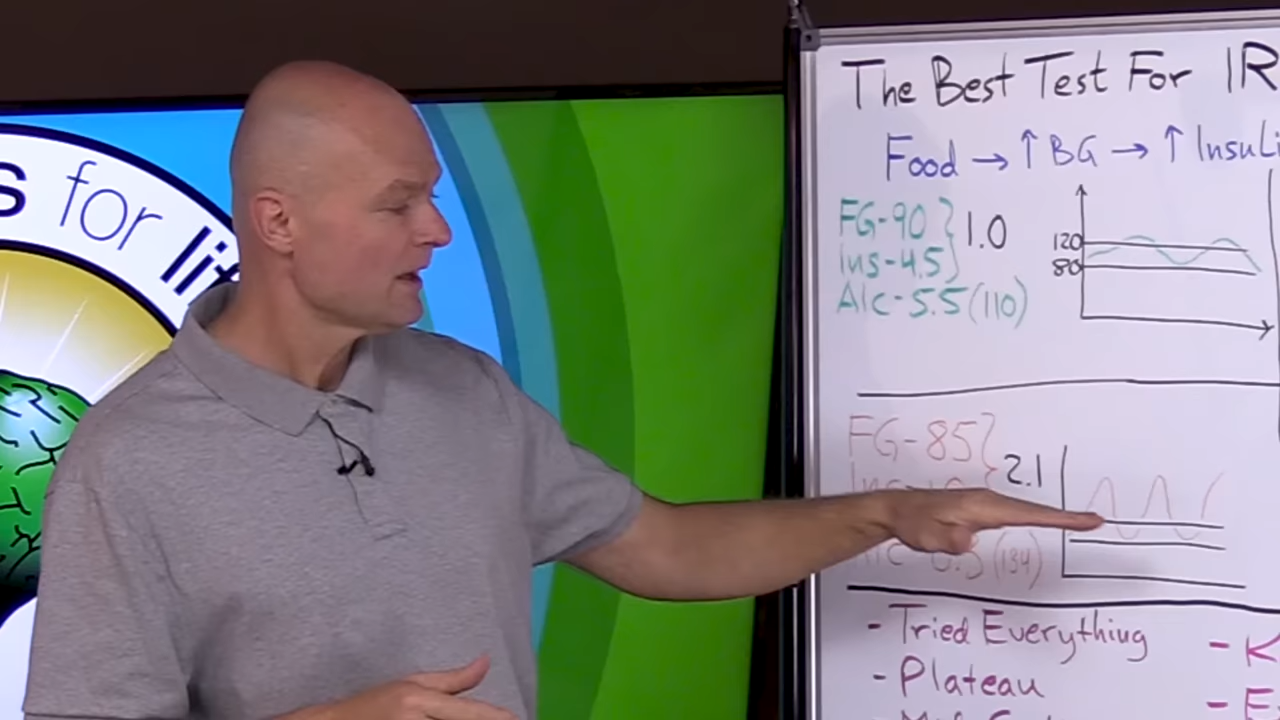 s for lif
The Best Test For IR
Food → ↑ BG → ↑ Insuli
FG-90 } 1.0
Ins-4.5
A1c-5.5 (110)
120
80
FG-85 } 2.1
(134)
- Tried Everything
- Plateau
- K
- E